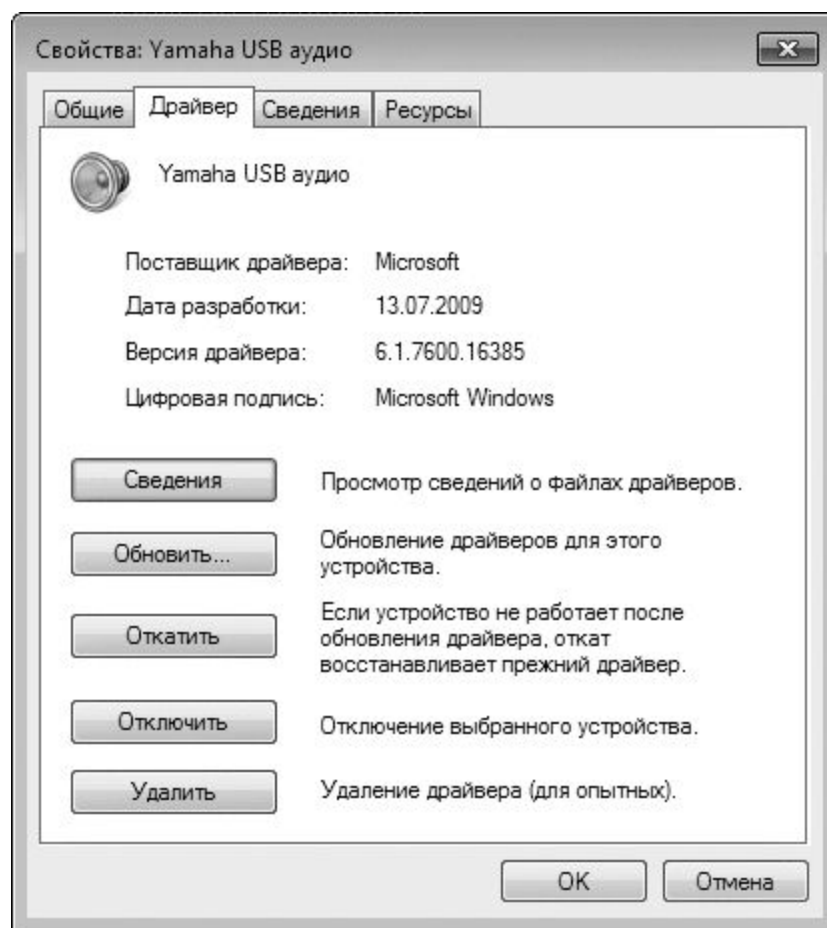 Свойства: Yamaha USB аудио
Общие Драйвер Сведения Ресурсы
Yamaha USB аудио
Поставщик драйвера: Microsoft
Дата разработки: 13.07.2009
Версия драйвера: 6.1.7600.16385
Цифровая подпись: Microsoft Windows
Сведения Просмотр сведений о файлах драйверов.
Обновить... Обновление драйверов для этого
устройства.
Откатить Если устройство не работает после
обновления драйвера, откат
восстанавливает прежний драйвер.
Отключить Отключение выбранного устройства.
Удалить Удаление драйвера (для опытных).
ОК Отмена